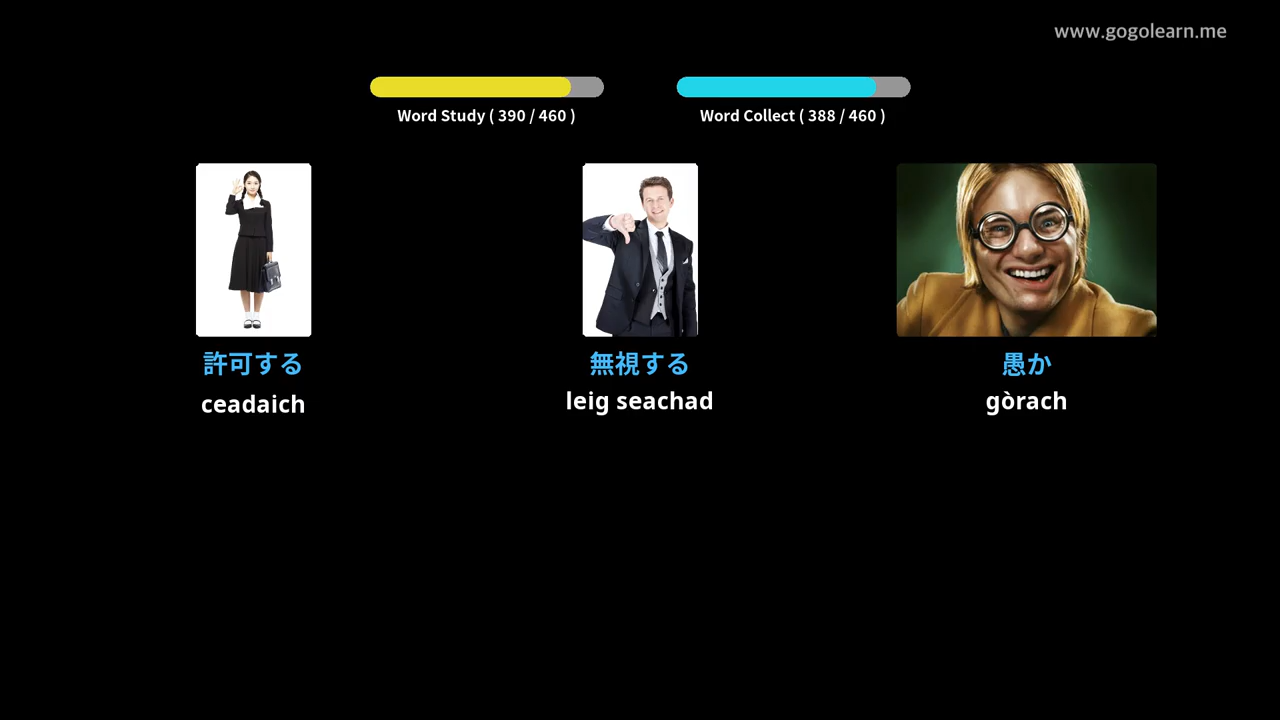 www.gogolearn.me
Word Study ( 390 / 460 )
Word Collect ( 388 / 460 )
許可する
ceadaich
無視する
leig seachad
愚か
gòrach